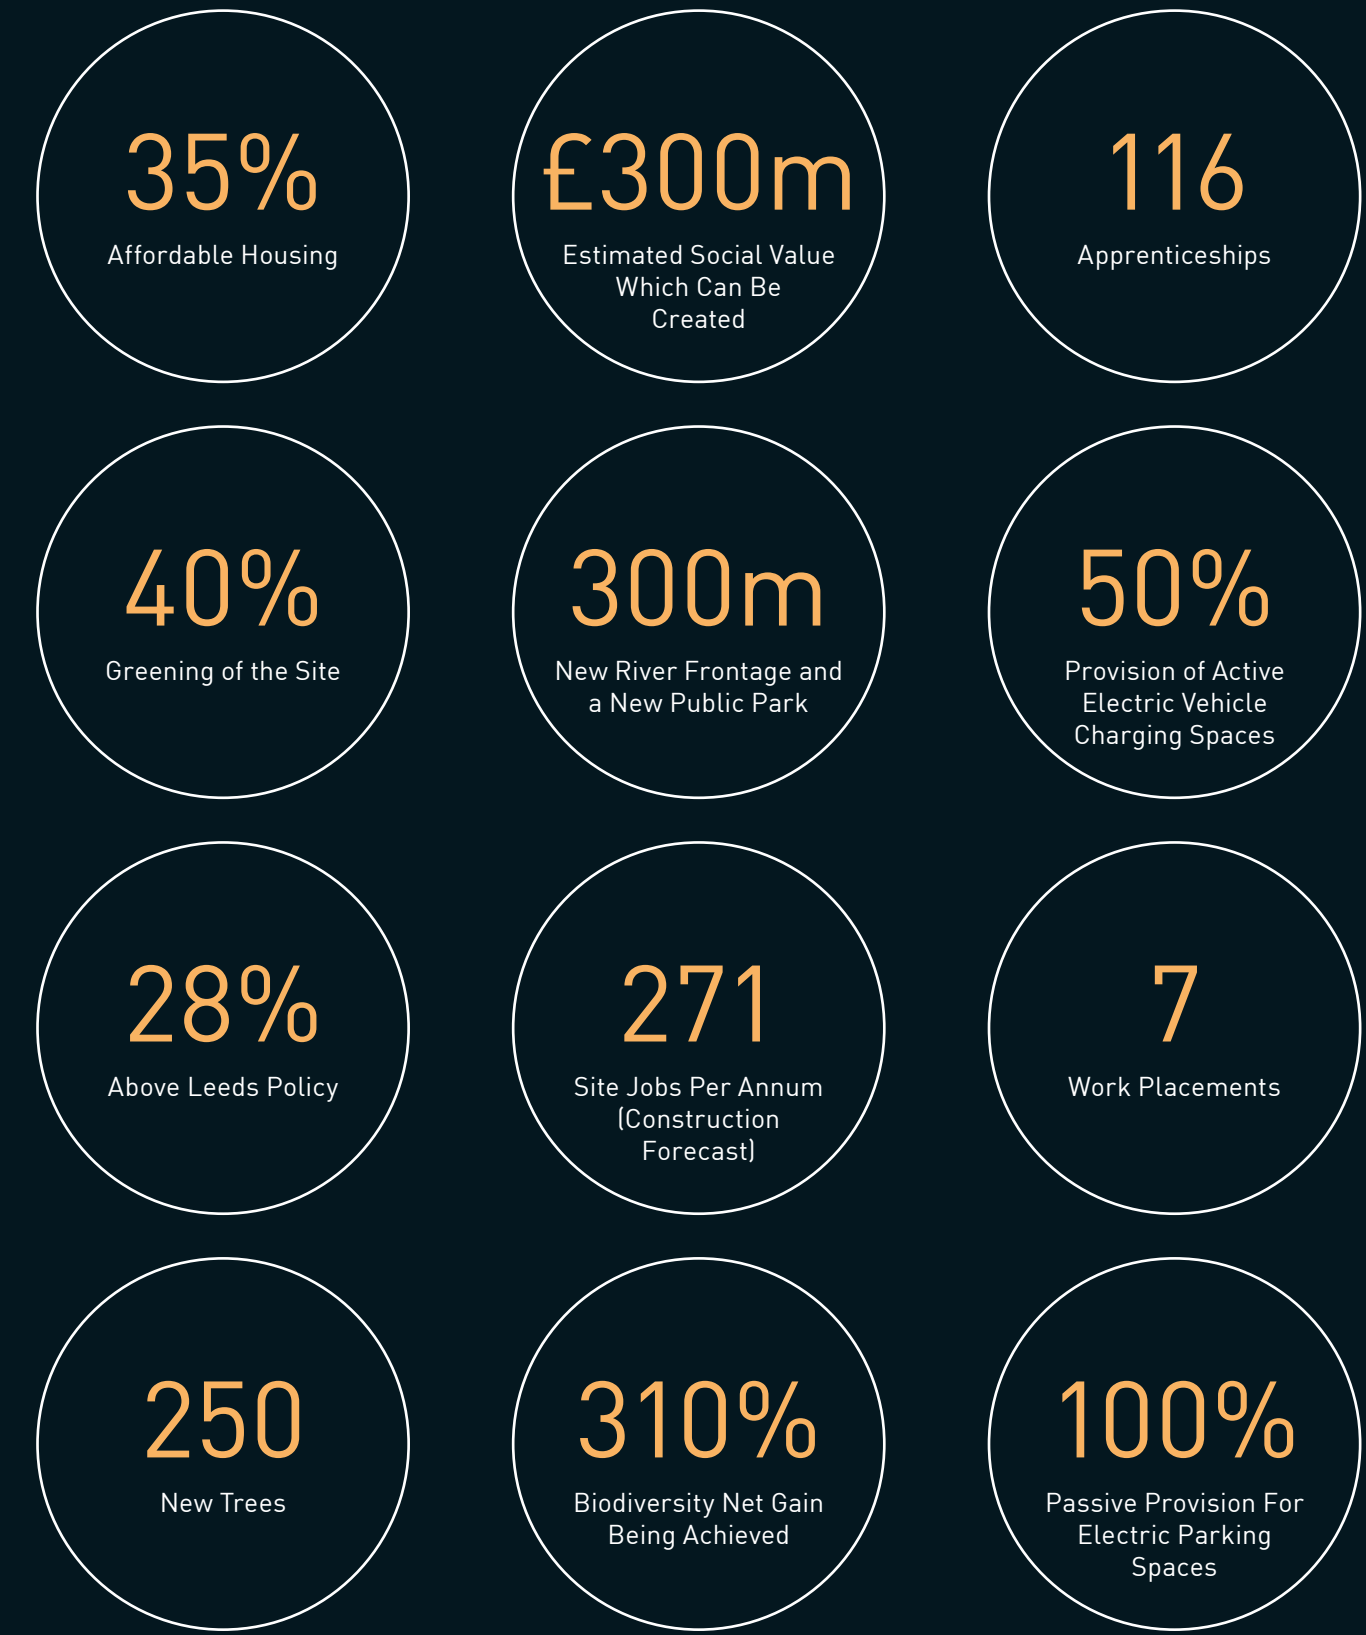 35%
Affordable Housing
£300m
Estimated Social Value
Which Can Be
Created
116
Apprenticeships
40%
Greening of the Site
300m
New River Frontage and
a New Public Park
50%
Provision of Active
Electric Vehicle
Charging Spaces
28%
Above Leeds Policy
271
Site Jobs Per Annum
(Construction
Forecast)
7
Work Placements
250
New Trees
310%
Biodiversity Net Gain
Being Achieved
100%
Passive Provision For
Electric Parking
Spaces